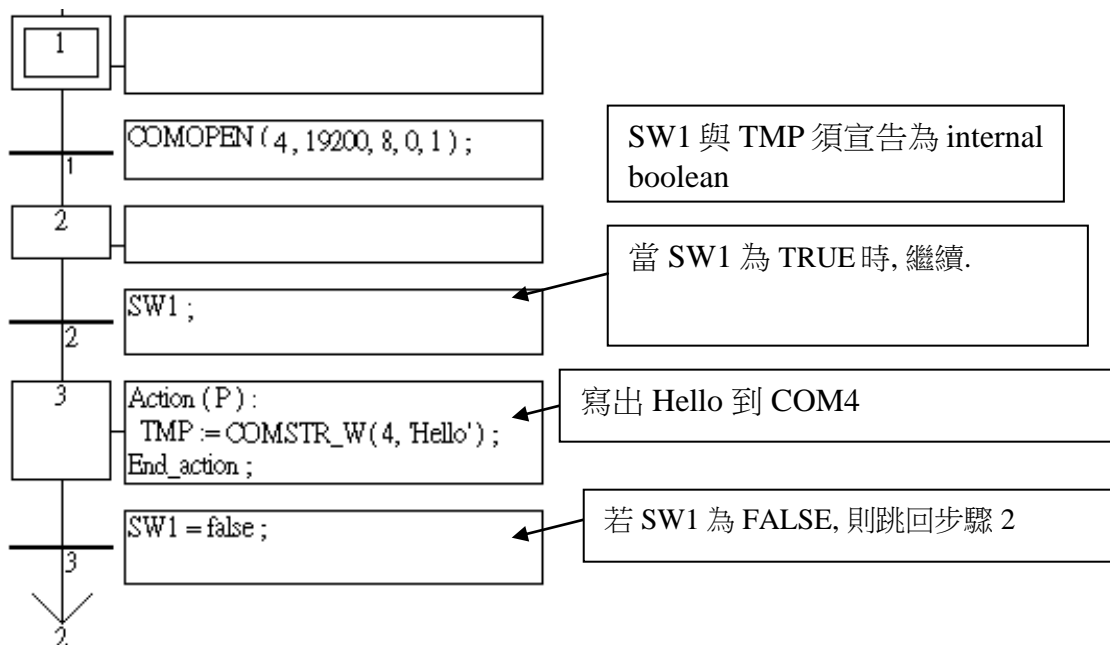 1
COMOPEN ( 4 , 19200, 8, 0, 1 ) ;
1
SW1 與 TMP 須宣告為 internal
boolean
2
當 SW1 為 TRUE 時, 繼續.
SW1 ;
2
3
Action ( P ) :
TMP := COMSTR_W( 4, 'Hello' ) ;
End_action ;
寫出 Hello 到 COM4
SW1 = false ;
若 SW1 為 FALSE, 則跳回步驟 2
3
2